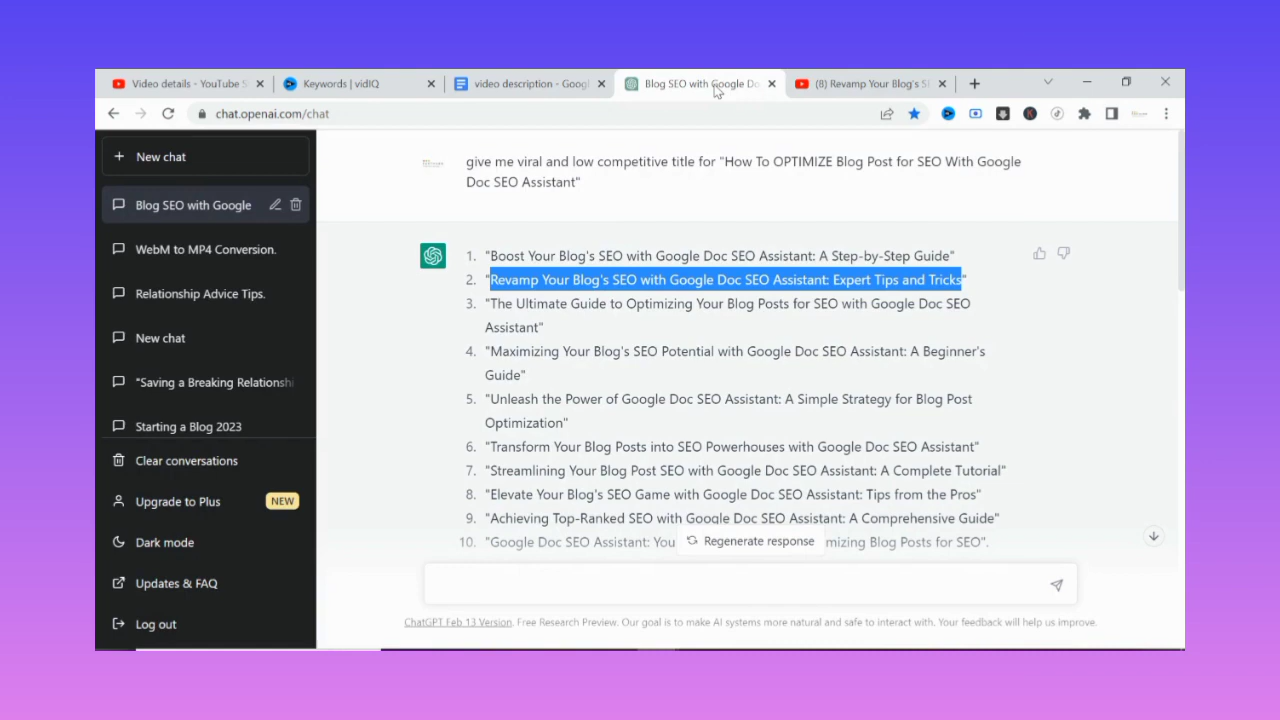 Video details - YouTube S
Keywords | vidIQ
video description - Googl
Blog SEO with Google Do
(8) Revamp Your Blog's SE
chat.openai.com/chat
New chat
Blog SEO with Google
WebM to MP4 Conversion.
Relationship Advice Tips.
New chat
"Saving a Breaking Relationshi
Starting a Blog 2023
Clear conversations
Upgrade to Plus NEW
Dark mode
Updates & FAQ
Log out
give me viral and low competitive title for "How To OPTIMIZE Blog Post for SEO With Google
Doc SEO Assistant"
1. "Boost Your Blog's SEO with Google Doc SEO Assistant: A Step-by-Step Guide"
2. "Revamp Your Blog's SEO with Google Doc SEO Assistant: Expert Tips and Tricks"
3. "The Ultimate Guide to Optimizing Your Blog Posts for SEO with Google Doc SEO
Assistant"
4. "Maximizing Your Blog's SEO Potential with Google Doc SEO Assistant: A Beginner's
Guide"
5. "Unleash the Power of Google Doc SEO Assistant: A Simple Strategy for Blog Post
Optimization"
6. "Transform Your Blog Posts into SEO Powerhouses with Google Doc SEO Assistant"
7. "Streamlining Your Blog Post SEO with Google Doc SEO Assistant: A Complete Tutorial"
8. "Elevate Your Blog's SEO Game with Google Doc SEO Assistant: Tips from the Pros"
9. "Achieving Top-Ranked SEO with Google Doc SEO Assistant: A Comprehensive Guide"
10. "Google Doc SEO Assistant: You mizing Blog Posts for SEO".
Regenerate response
ChatGPT Feb 13 Version. Free Research Preview. Our goal is to make AI systems more natural and safe to interact with. Your feedback will help us improve.